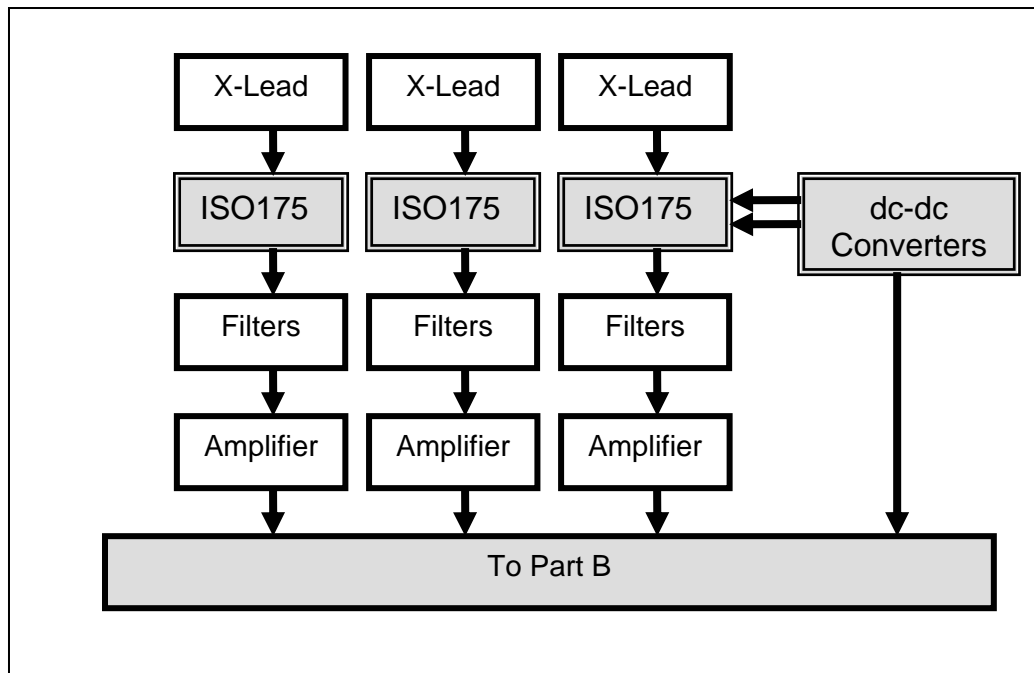 X-Lead X-Lead X-Lead
ISO175 ISO175 ISO175 dc-dc
Converters
Filters Filters Filters
Amplifier Amplifier Amplifier
To Part B